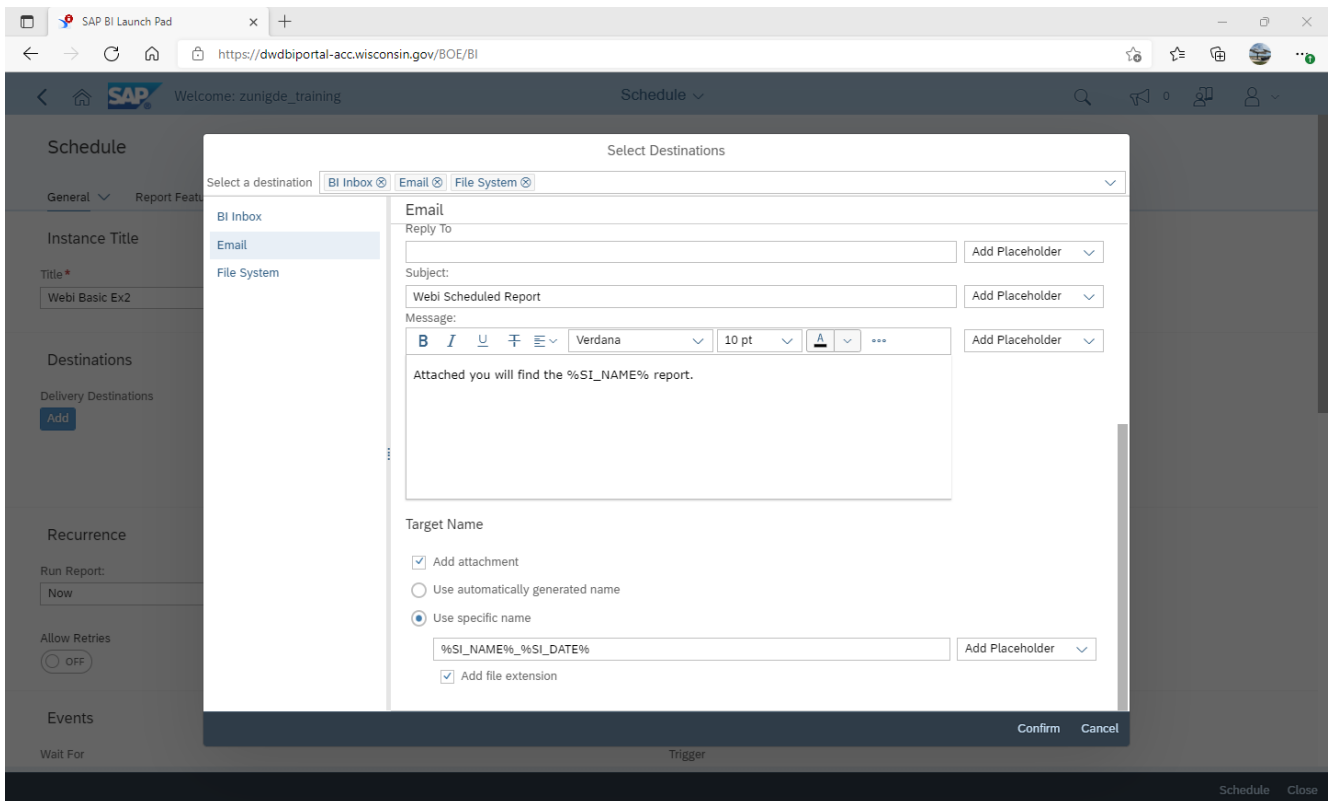 SAP BI Launch Pad
https://dwdbiportal-acc.wisconsin.gov/BOE/BI
SAP Welcome: zunigde_training Schedule 0
Schedule
Select Destinations
Select a destination BI Inbox Email File System
General Report Featu
BI Inbox
Email
File System
Instance Title
Title*
Webi Basic Ex2
Destinations
Delivery Destinations
Add
Recurrence
Run Report:
Now
Allow Retries
OFF
Events
Wait For
Trigger
Email
Reply To
Add Placeholder
Subject:
Webi Scheduled Report Add Placeholder
Message:
B I U T Verdana 10 pt A Add Placeholder
Attached you will find the %SI_NAME% report.
Target Name
Add attachment
Use automatically generated name
Use specific name
%SI_NAME%_%SI_DATE% Add Placeholder
Add file extension
Confirm Cancel
Schedule Close